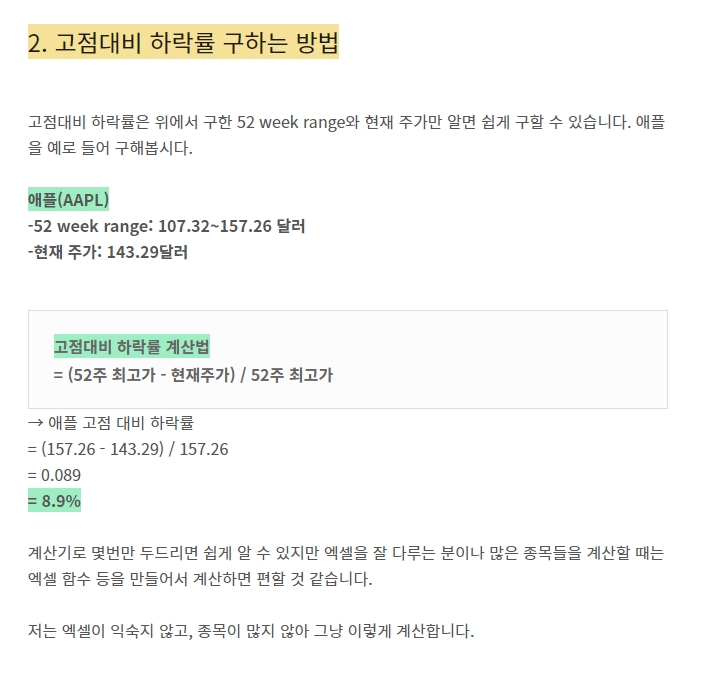 2. 고점대비 하락률 구하는 방법
고점대비 하락률은 위에서 구한 52 week range와 현재 주가만 알면 쉽게 구할 수 있습니다. 애플
을 예로 들어 구해봅시다.
애플(AAPL)
-52 week range: 107.32~157.26 달러
-현재 주가: 143.29달러
고점대비 하락률 계산법
= (52주 최고가 - 현재주가) / 52주 최고가
→ 애플 고점 대비 하락률
= (157.26 - 143.29) / 157.26
= 0.089
= 8.9%
계산기로 몇번만 두드리면 쉽게 알 수 있지만 엑셀을 잘 다루는 분이나 많은 종목들을 계산할 때는
엑셀 함수 등을 만들어서 계산하면 편할 것 같습니다.
저는 엑셀이 익숙지 않고, 종목이 많지 않아 그냥 이렇게 계산합니다.